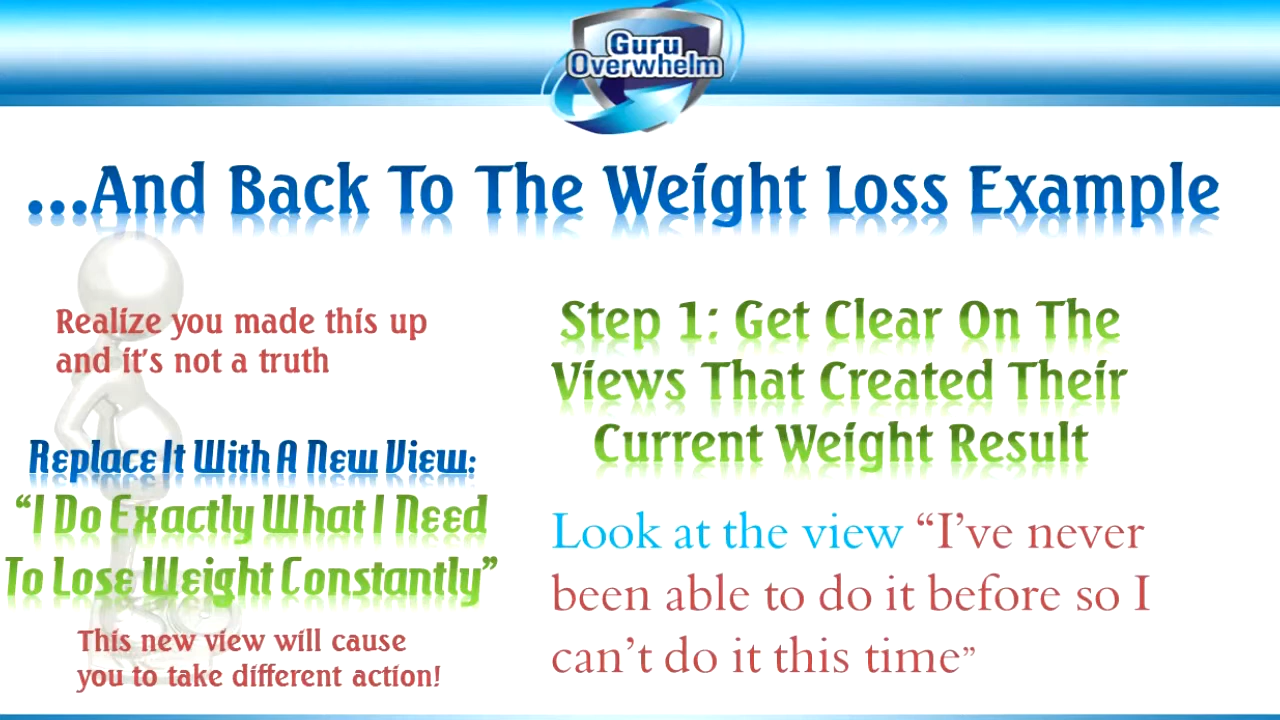 Guru
Overwhelm
...And Back To The Weight Loss Example
Realize you made this up
and it's not a truth
Replace It With A New View:
“I Do Exactly What I Need
To Lose Weight Constantly”
This new view will cause
you to take different action!
Step 1: Get Clear On The
Views That Created Their
Current Weight Result
Look at the view “I’ve never
been able to do it before so I
can’t do it this time”